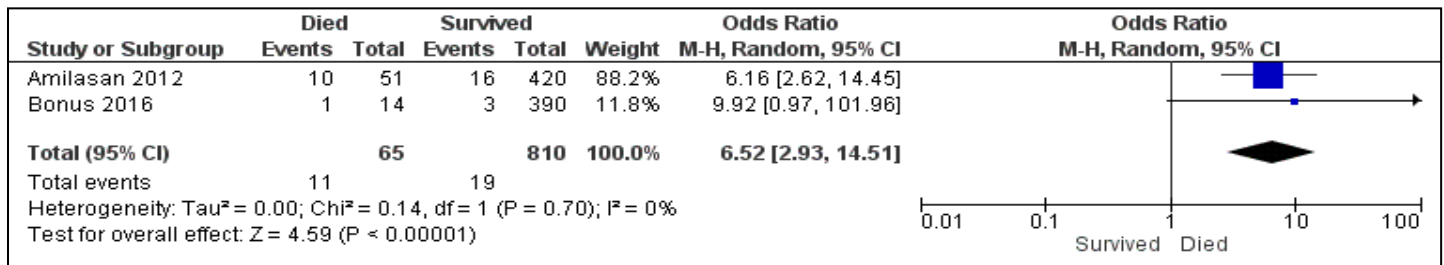 Died Survived Odds Ratio Odds Ratio
Study or Subgroup Events Total Events Total Weight M-H, Random, 95% CI M-H, Random, 95% CI
Amilasan 2012 10 51 16 420 88.2% 6.16 [2.62, 14.45]
Bonus 2016 1 14 3 390 11.8% 9.92 [0.97, 101.96]
Total (95% CI) 65 810 100.0% 6.52 [2.93, 14.51]
Total events 11 19
Heterogeneity: Tau² = 0.00; Chi² = 0.14, df = 1 (P = 0.70); I² = 0%
Test for overall effect: Z = 4.59 (P < 0.00001)
0.01 0.1 1 10 100
Survived Died